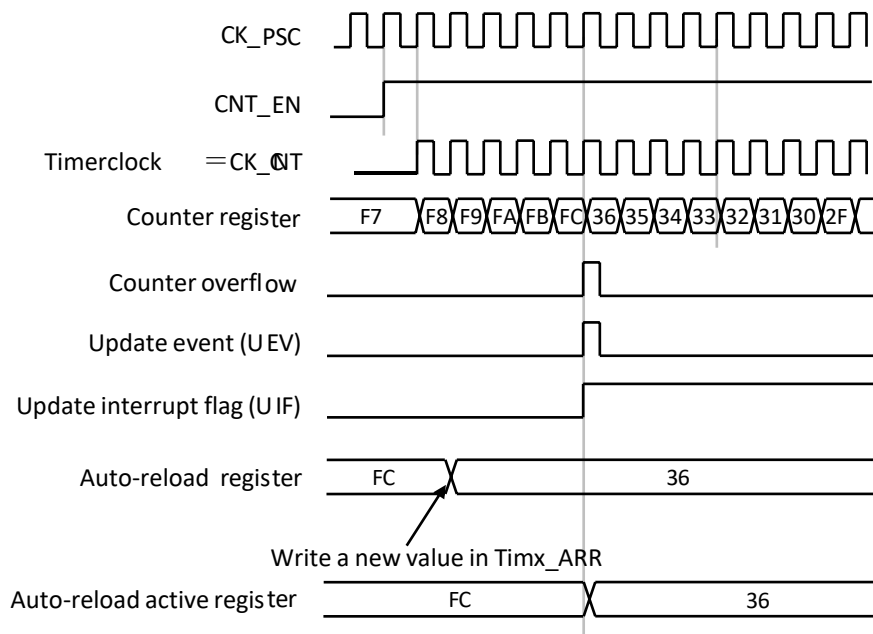 CK_PSC
CNT_EN
Timerclock =CK_CNT
Counter register F7 F8 F9 FA FB FC 36 35 34 33 32 31 30 2F
Counter overflow
Update event (UEV)
Update interrupt flag (UIF)
Auto-reload register FC 36
Write a new value in Timx_ARR
Auto-reload active register FC 36